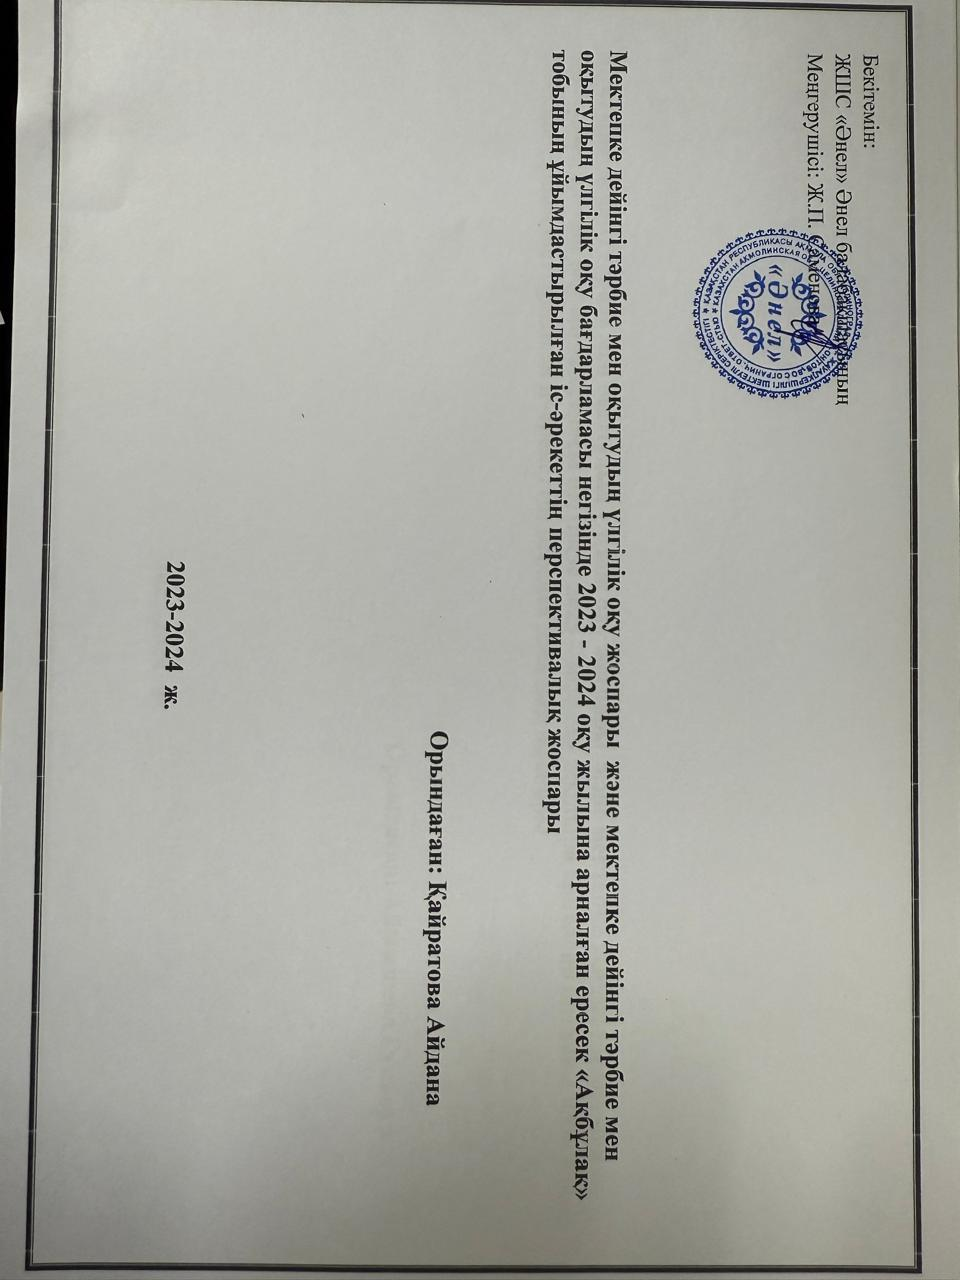 Бекітемін:
ЖШС «Әнел» Әнел балабақшасының
Меңгерушісі: Ж.П.
«Әнел»
Мектепке дейінгі тәрбие мен оқытудың үлгілік оқу жоспары және мектепке дейінгі тәрбие мен
оқытудың үлгілік оқу бағдарламасы негізінде 2023 - 2024 оқу жылына арналған ересек «Ақбұлақ»
тобының ұйымдастырылған іс-әрекеттің перспективалық жоспары
Орындаған: Қайратова Айдана
2023-2024 ж.